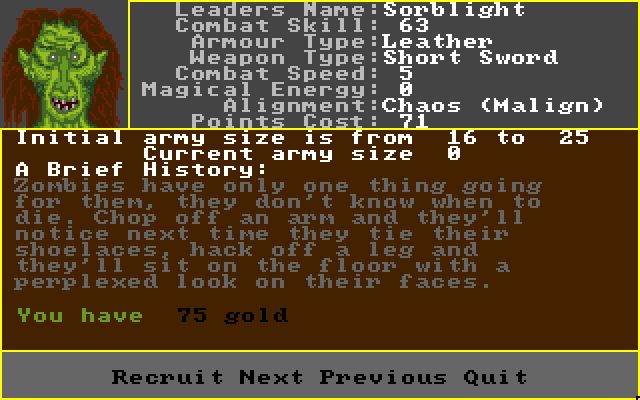 Leaders Name:Sorblight
Combat Skill: 63
Armour Type:Leather
Weapon Type:Short Sword
Combat Speed: 5
Magical Energy: 0
Alignment:Chaos (Malign)
Points Cost: 71
Initial army size is from 16 to 25
Current army size 0
A Brief History:
Zombies have only one thing going
for them, they don't know when to
die. Chop off an arm and they'll
notice next time they tie their
shoelaces, hack off a leg and
they'll sit on the floor with a
perplexed look on their faces.
You have 75 gold
Recruit Next Previous Quit